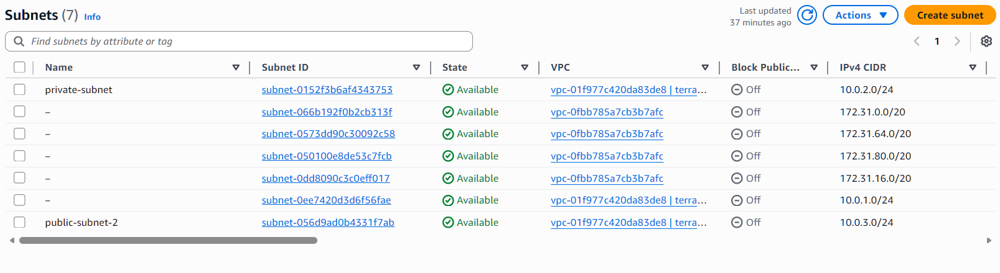 Subnets (7) Info
Last updated
37 minutes ago
Actions
Create subnet
Find subnets by attribute or tag
1
Name Subnet ID State VPC Block Public... IPv4 CIDR
private-subnet subnet-0152f3b6af4343753 Available vpc-01f977c420da83de8 | terra... Off 10.0.2.0/24
– subnet-066b192f0b2cb313f Available vpc-0fbb785a7cb3b7afc Off 172.31.0.0/20
– subnet-0573dd90c30092c58 Available vpc-0fbb785a7cb3b7afc Off 172.31.64.0/20
– subnet-050100e8de53c7fcb Available vpc-0fbb785a7cb3b7afc Off 172.31.80.0/20
– subnet-0dd8090c3c0eff017 Available vpc-0fbb785a7cb3b7afc Off 172.31.16.0/20
– subnet-0ee7420d3d6f56fae Available vpc-01f977c420da83de8 | terra... Off 10.0.1.0/24
public-subnet-2 subnet-056d9ad0b4331f7ab Available vpc-01f977c420da83de8 | terra... Off 10.0.3.0/24